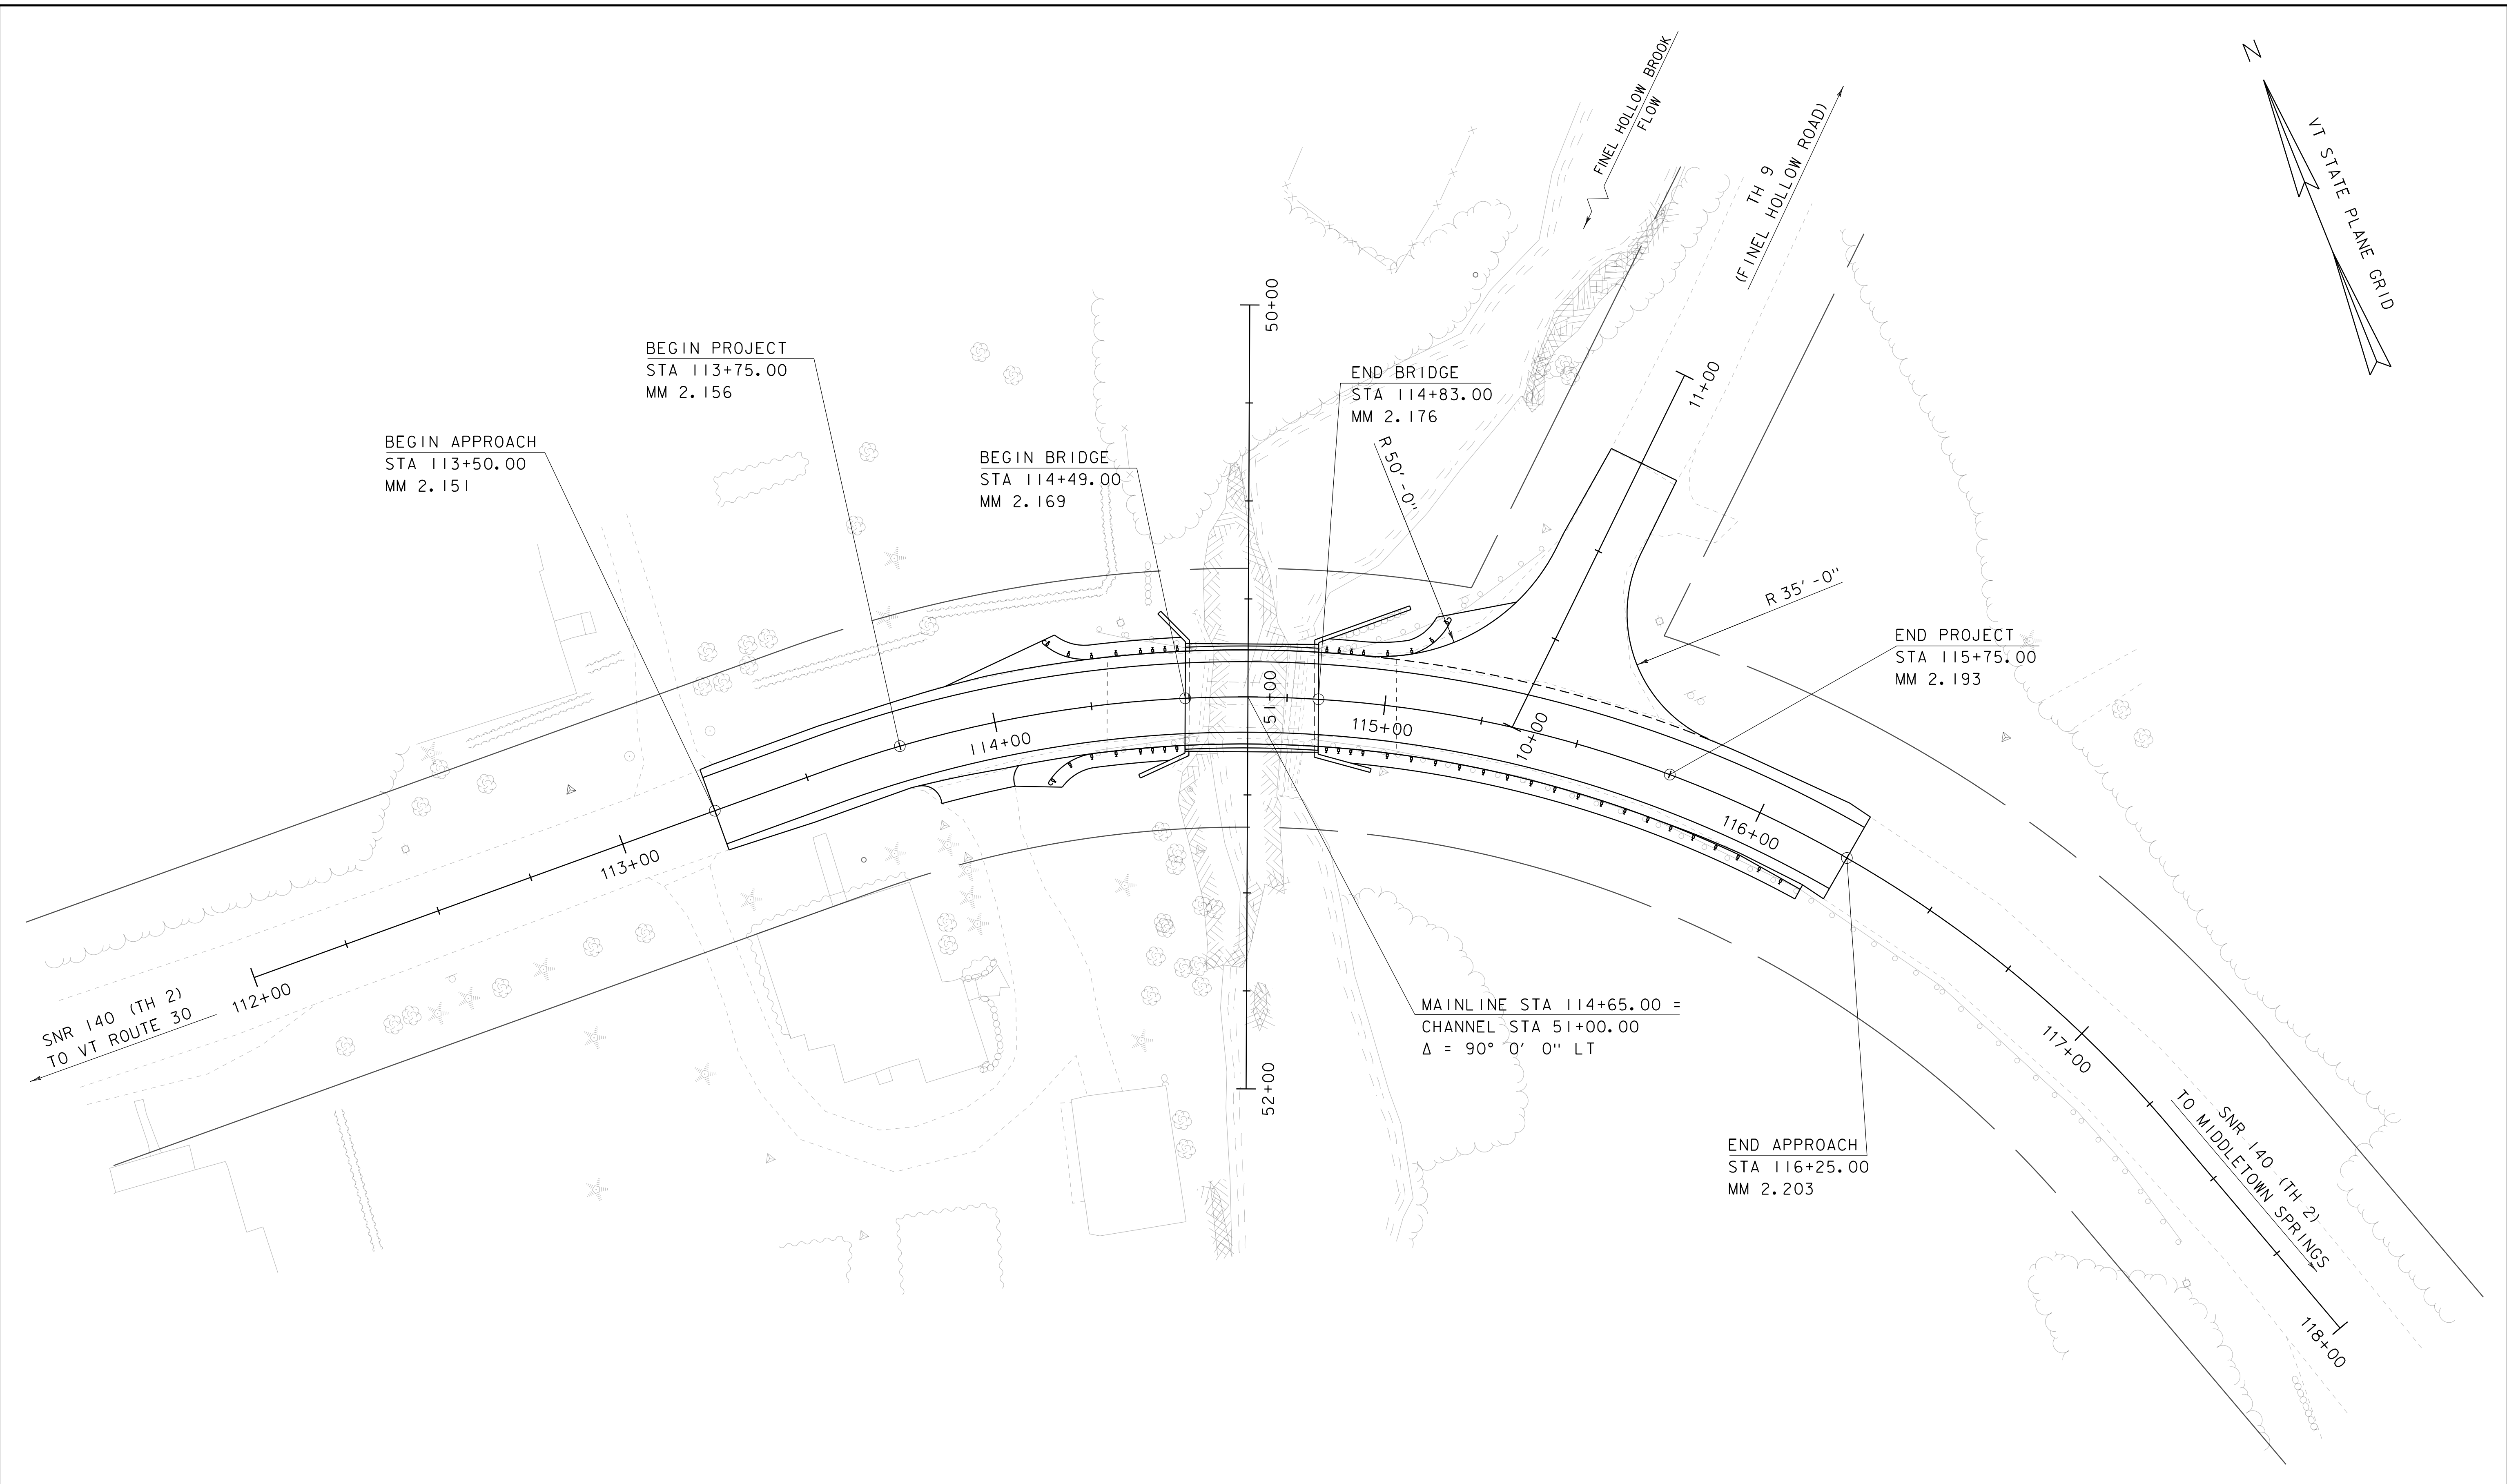 FINEL HOLLOW BROOK
FLOW
TH 9
(FINEL HOLLOW ROAD)
N
VT STATE PLANE GRID
BEGIN PROJECT
STA 113+75.00
MM 2.156
BEGIN APPROACH
STA 113+50.00
MM 2.151
BEGIN BRIDGE
STA 114+49.00
MM 2.169
END BRIDGE
STA 114+83.00
MM 2.176
50+00
R 50'-0"
11+00
R 35'-0"
END PROJECT
STA 115+75.00
MM 2.193
51+00
10+00
112+00
113+00
114+00
115+00
116+00
117+00
118+00
SNR 140 (TH 2)
TO VT ROUTE 30
MAINLINE STA 114+65.00 =
CHANNEL STA 51+00.00
Δ = 90° 0' 0" LT
52+00
END APPROACH
STA 116+25.00
MM 2.203
SNR 140 (TH 2)
TO MIDDLETOWN SPRINGS